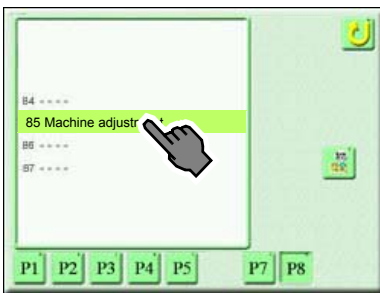 84 ----
85 Machine adjustm t
86 ----
87 ----
P1 P2 P3 P4 P5 P7 P8